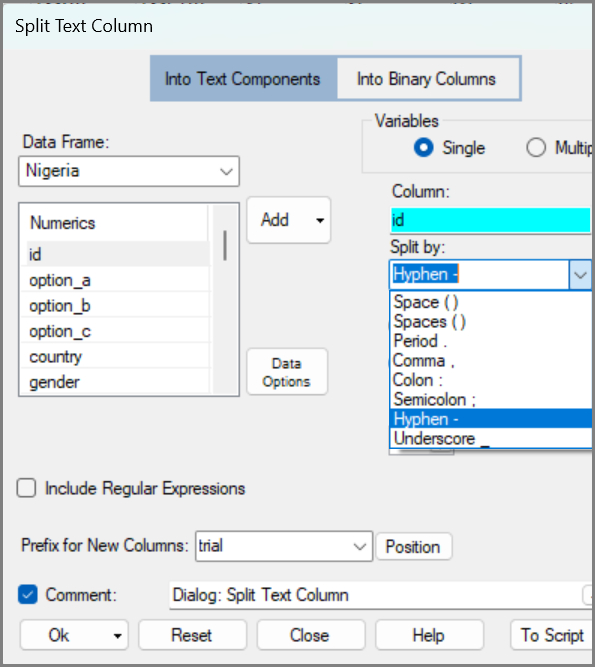 Split Text Column
Into Text Components
Into Binary Columns
Variables
Single
Multip
Data Frame:
Nigeria
Column:
id
Split by:
Hyphen -
Numerics
id
option_a
option_b
option_c
country
gender
Add
Data
Options
Space ( )
Spaces ( )
Period .
Comma ,
Colon :
Semicolon ;
Hyphen -
Underscore _
Include Regular Expressions
Prefix for New Columns:
trial
Position
Comment:
Dialog: Split Text Column
Ok
Reset
Close
Help
To Script